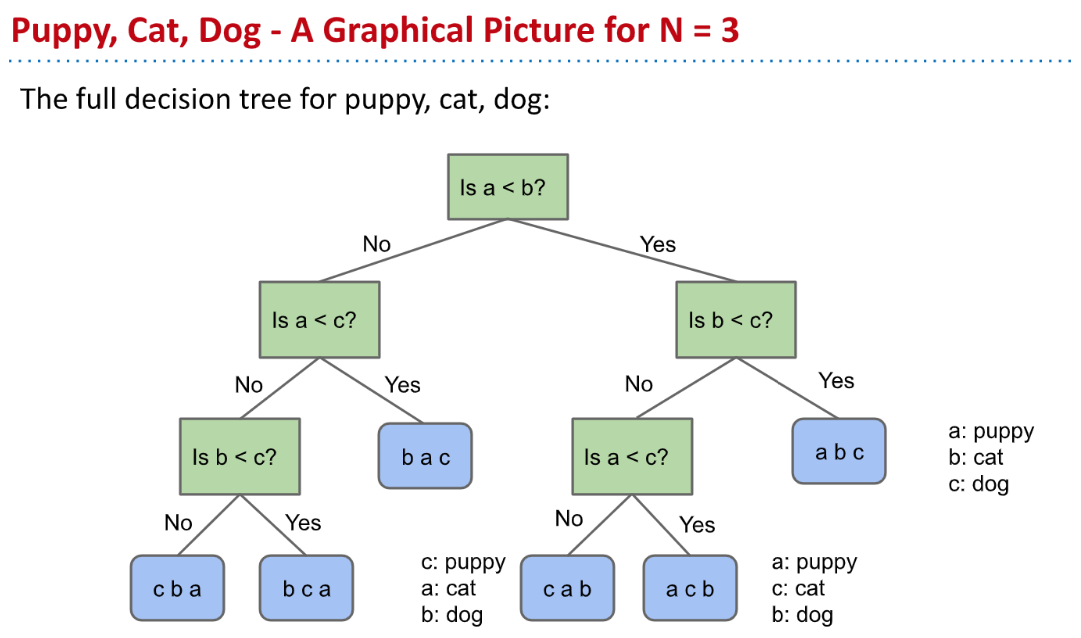 Puppy, Cat, Dog - A Graphical Picture for N = 3
The full decision tree for puppy, cat, dog:
Is a < b?
No
Yes
Is a < c?
Is b < c?
No
Yes
No
Yes
Is b < c?
b a c
Is a < c?
a b c
a: puppy
b: cat
c: dog
No
Yes
No
Yes
c b a
b c a
c: puppy
a: cat
b: dog
c a b
a c b
a: puppy
c: cat
b: dog